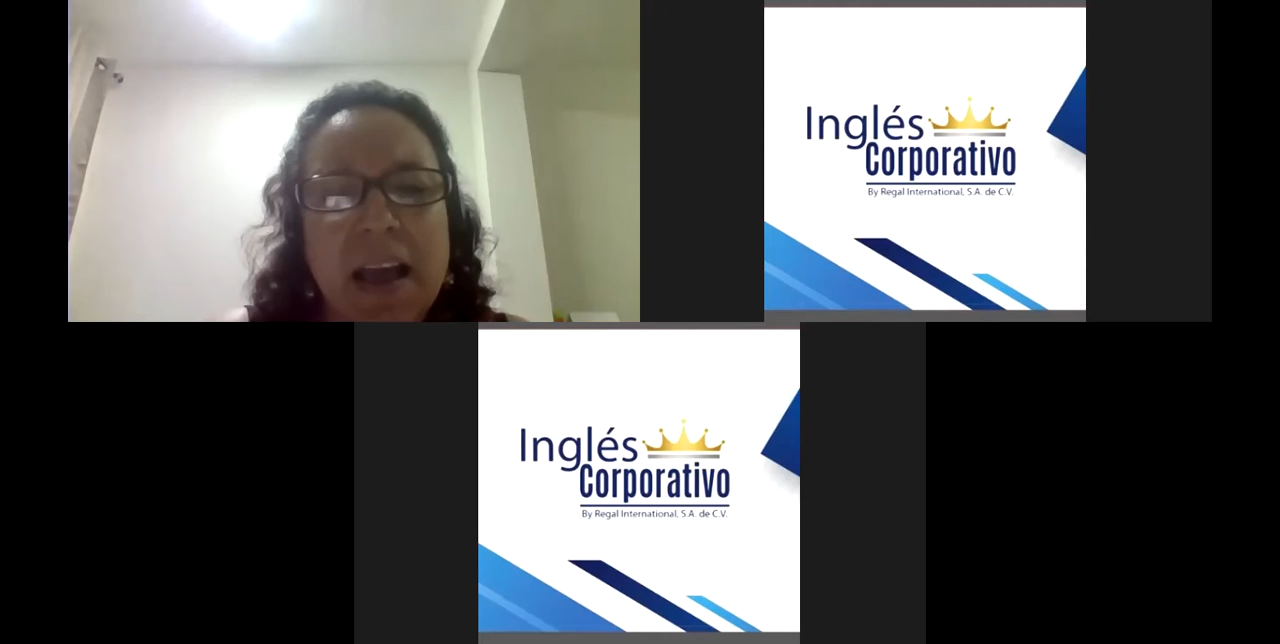 Inglés
Corporativo
By Regal International, S.A. de C.V.
Inglés
Corporativo
By Regal International, S.A. de C.V.